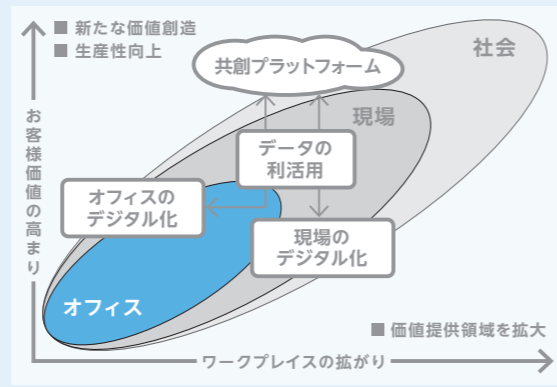 ■ 新たな価値創造
■ 生産性向上
社会
共創プラットフォーム
現場
お客様価値の高まり
データの
利活用
オフィスの
デジタル化
現場の
デジタル化
オフィス
■ 価値提供領域を拡大
ワークプレイスの拡がり